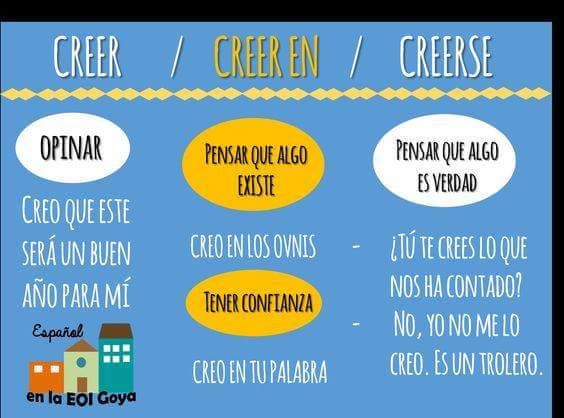 CREER / CREER EN / CREERSE
OPINAR
CREO QUE ESTE
SERÁ UN BUEN
AÑO PARA MÍ
PENSAR QUE ALGO
EXISTE
CREO EN LOS OVNIS
TENER CONFIANZA
CREO EN TU PALABRA
PENSAR QUE ALGO
ES VERDAD
- ¿TÚ TE CREES LO QUE
NOS HA CONTADO?
- NO, YO NO ME LO
CREO. ES UN TROLERO.
Español
en la EOI Goya